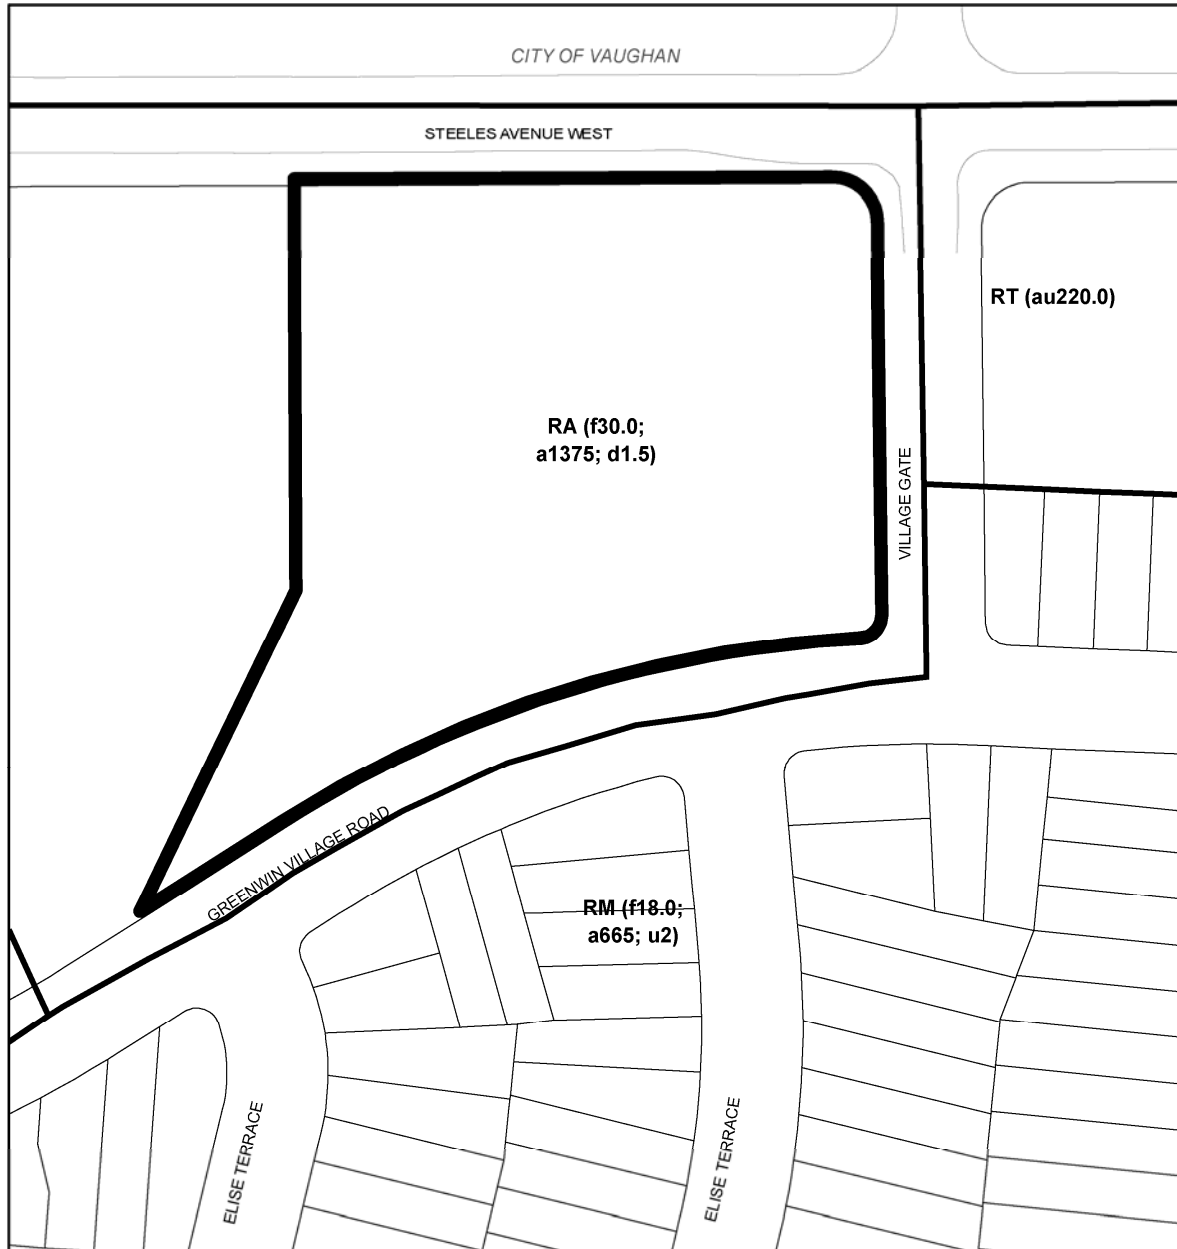 CITY OF VAUGHAN
STEELES AVENUE WEST
RT (au220.0)
RA (f30.0;
a1375; d1.5)
VILLAGE GATE
GREENWIN VILLAGE ROAD
RM (f18.0;
a665; u2)
ELISE TERRACE
ELISE TERRACE